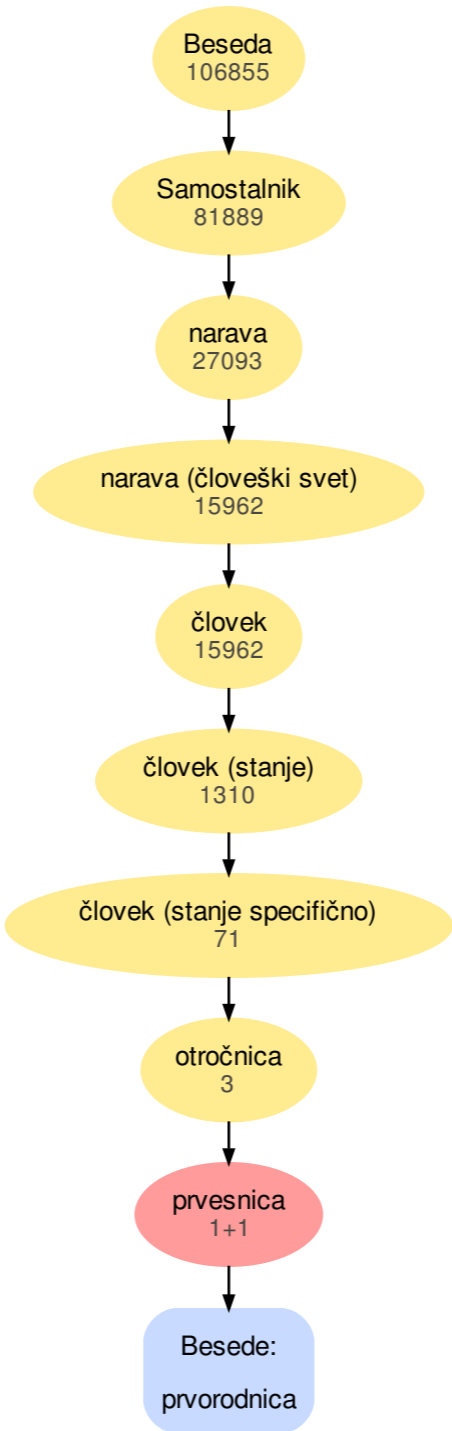 Beseda
106855
Samostalnik
81889
narava
27093
narava (človeški svet)
15962
človek
15962
človek (stanje)
1310
človek (stanje specifično)
71
otročnica
3
prvesnica
1+1
Besede:
prvorodnica